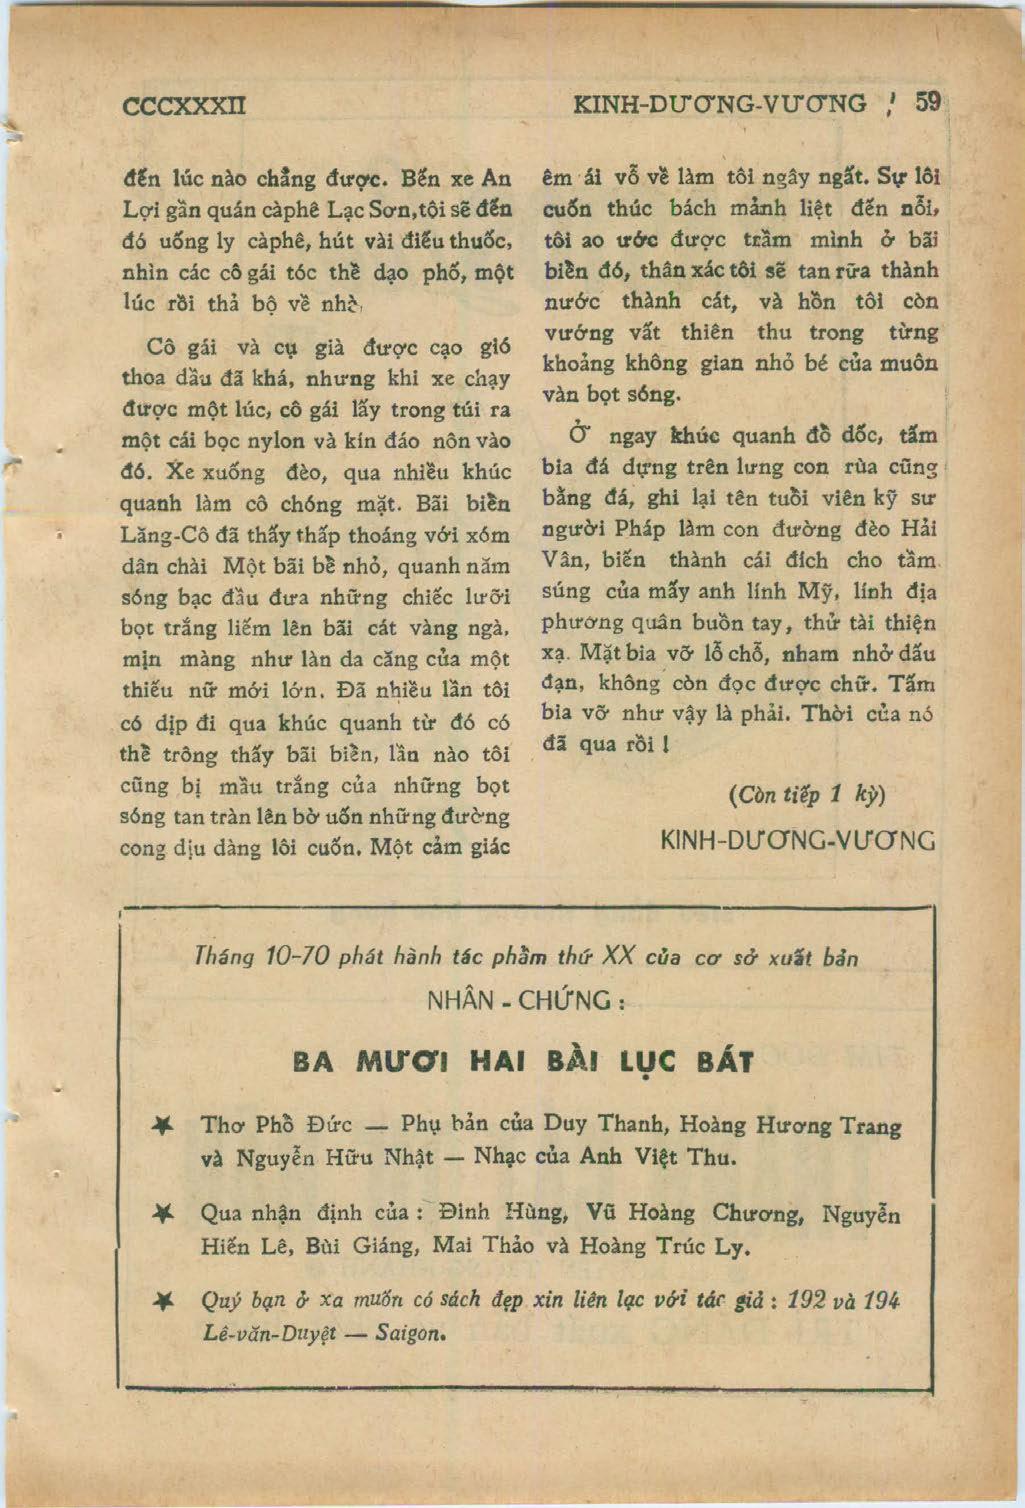 CCCXXXII
KINH-DƯƠNG-VƯƠNG 59
đến lúc nào chẳng được. Bến xe An
Lợi gần quán càphê Lạc Sơn, tội sẽ đến
đó uống ly càphê, hút vài điếu thuốc,
nhìn các cô gái tóc thề dạo phố, một
lúc rồi thả bộ về nhè
Cô gái và cụ già được cạo gió
thoa dầu đã khá, nhưng khi xe chạy
được một lúc, cô gái lấy trong túi ra
một cái bọc nylon và kín đáo nôn vào
đó. Xe xuống đèo, qua nhiều khúc
quanh làm cô chóng mặt. Bãi biển
Lăng-Cô đã thấy thấp thoáng với xóm
dân chài Một bãi bể nhỏ, quanh năm
sóng bạc đầu đưa những chiếc lưỡi
bọt trắng liếm lên bãi cát vàng ngà,
mịn màng như làn da căng của một
thiếu nữ mới lớn. Đã nhiều lần tôi
có dịp đi qua khúc quanh từ đó có
thể trông thấy bãi biển, lần nào tôi
cũng bị mầu trắng của những bọt
sóng tan tràn lên bờ uốn những đường
cong dịu dàng lôi cuốn. Một cảm giác
êm ái vỗ về làm tôi ngây ngất. Sự lôi
cuốn thúc bách mảnh liệt đến nỗi,
tôi ao ước được trầm mình ở bãi
biển đó, thân xác tôi sẽ tan rữa thành
nước thành cát, và hồn tôi còn
vướng vất thiên thu trong từng
khoảng không gian nhỏ bé của muôn
vàn bọt sóng.
Ở ngay khúc quanh đồ dốc, tấm
bia đá dựng trên lưng con rùa cũng
bằng đá, ghi lại tên tuổi viên kỹ sư
người Pháp làm con đường đèo Hải
Vân, biến thành cái đích cho tầm
súng của mấy anh lính Mỹ, lính địa
phương quân buồn tay, thử tài thiện
xạ. Mặt bia vỡ lỗ chỗ, nham nhở dấu
đạn, không còn đọc được chữ. Tấm
bia vỡ như vậy là phải. Thời của nó
đã qua rồi !
(Còn tiếp 1 kỳ)
KINH-DƯƠNG-VƯƠNG
Tháng 10-70 phát hành tác phẩm thứ XX của cơ sở xuất bản
NHÂN - CHỨNG :
BA MƯƠI HAI BÀI LỤC BÁT
★ Thơ Phổ Đức — Phụ bản của Duy Thanh, Hoàng Hương Trang
và Nguyễn Hữu Nhật — Nhạc của Anh Việt Thu.
★ Qua nhận định của : Đinh Hùng, Vũ Hoàng Chương, Nguyễn
Hiến Lê, Bùi Giáng, Mai Thảo và Hoàng Trúc Ly.
★ Quý bạn ở xa muốn có sách đẹp xin liên lạc với tác giả : 192 và 194
Lê-văn-Duyệt — Saigon.